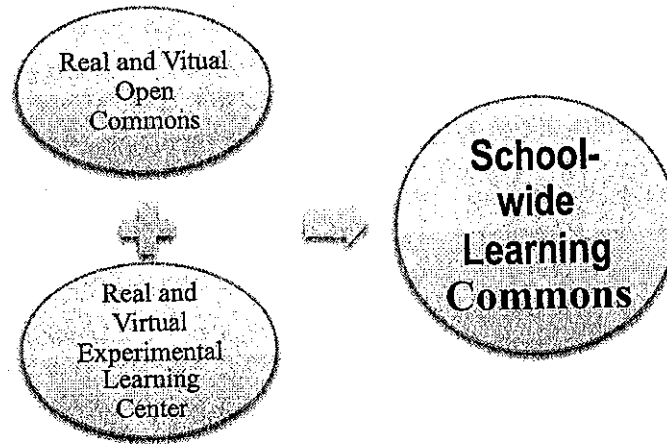 Real and Vitual
Open
Commons
School-
wide
Learning
Commons
Real and
Virtual
Experimental
Learning
Center